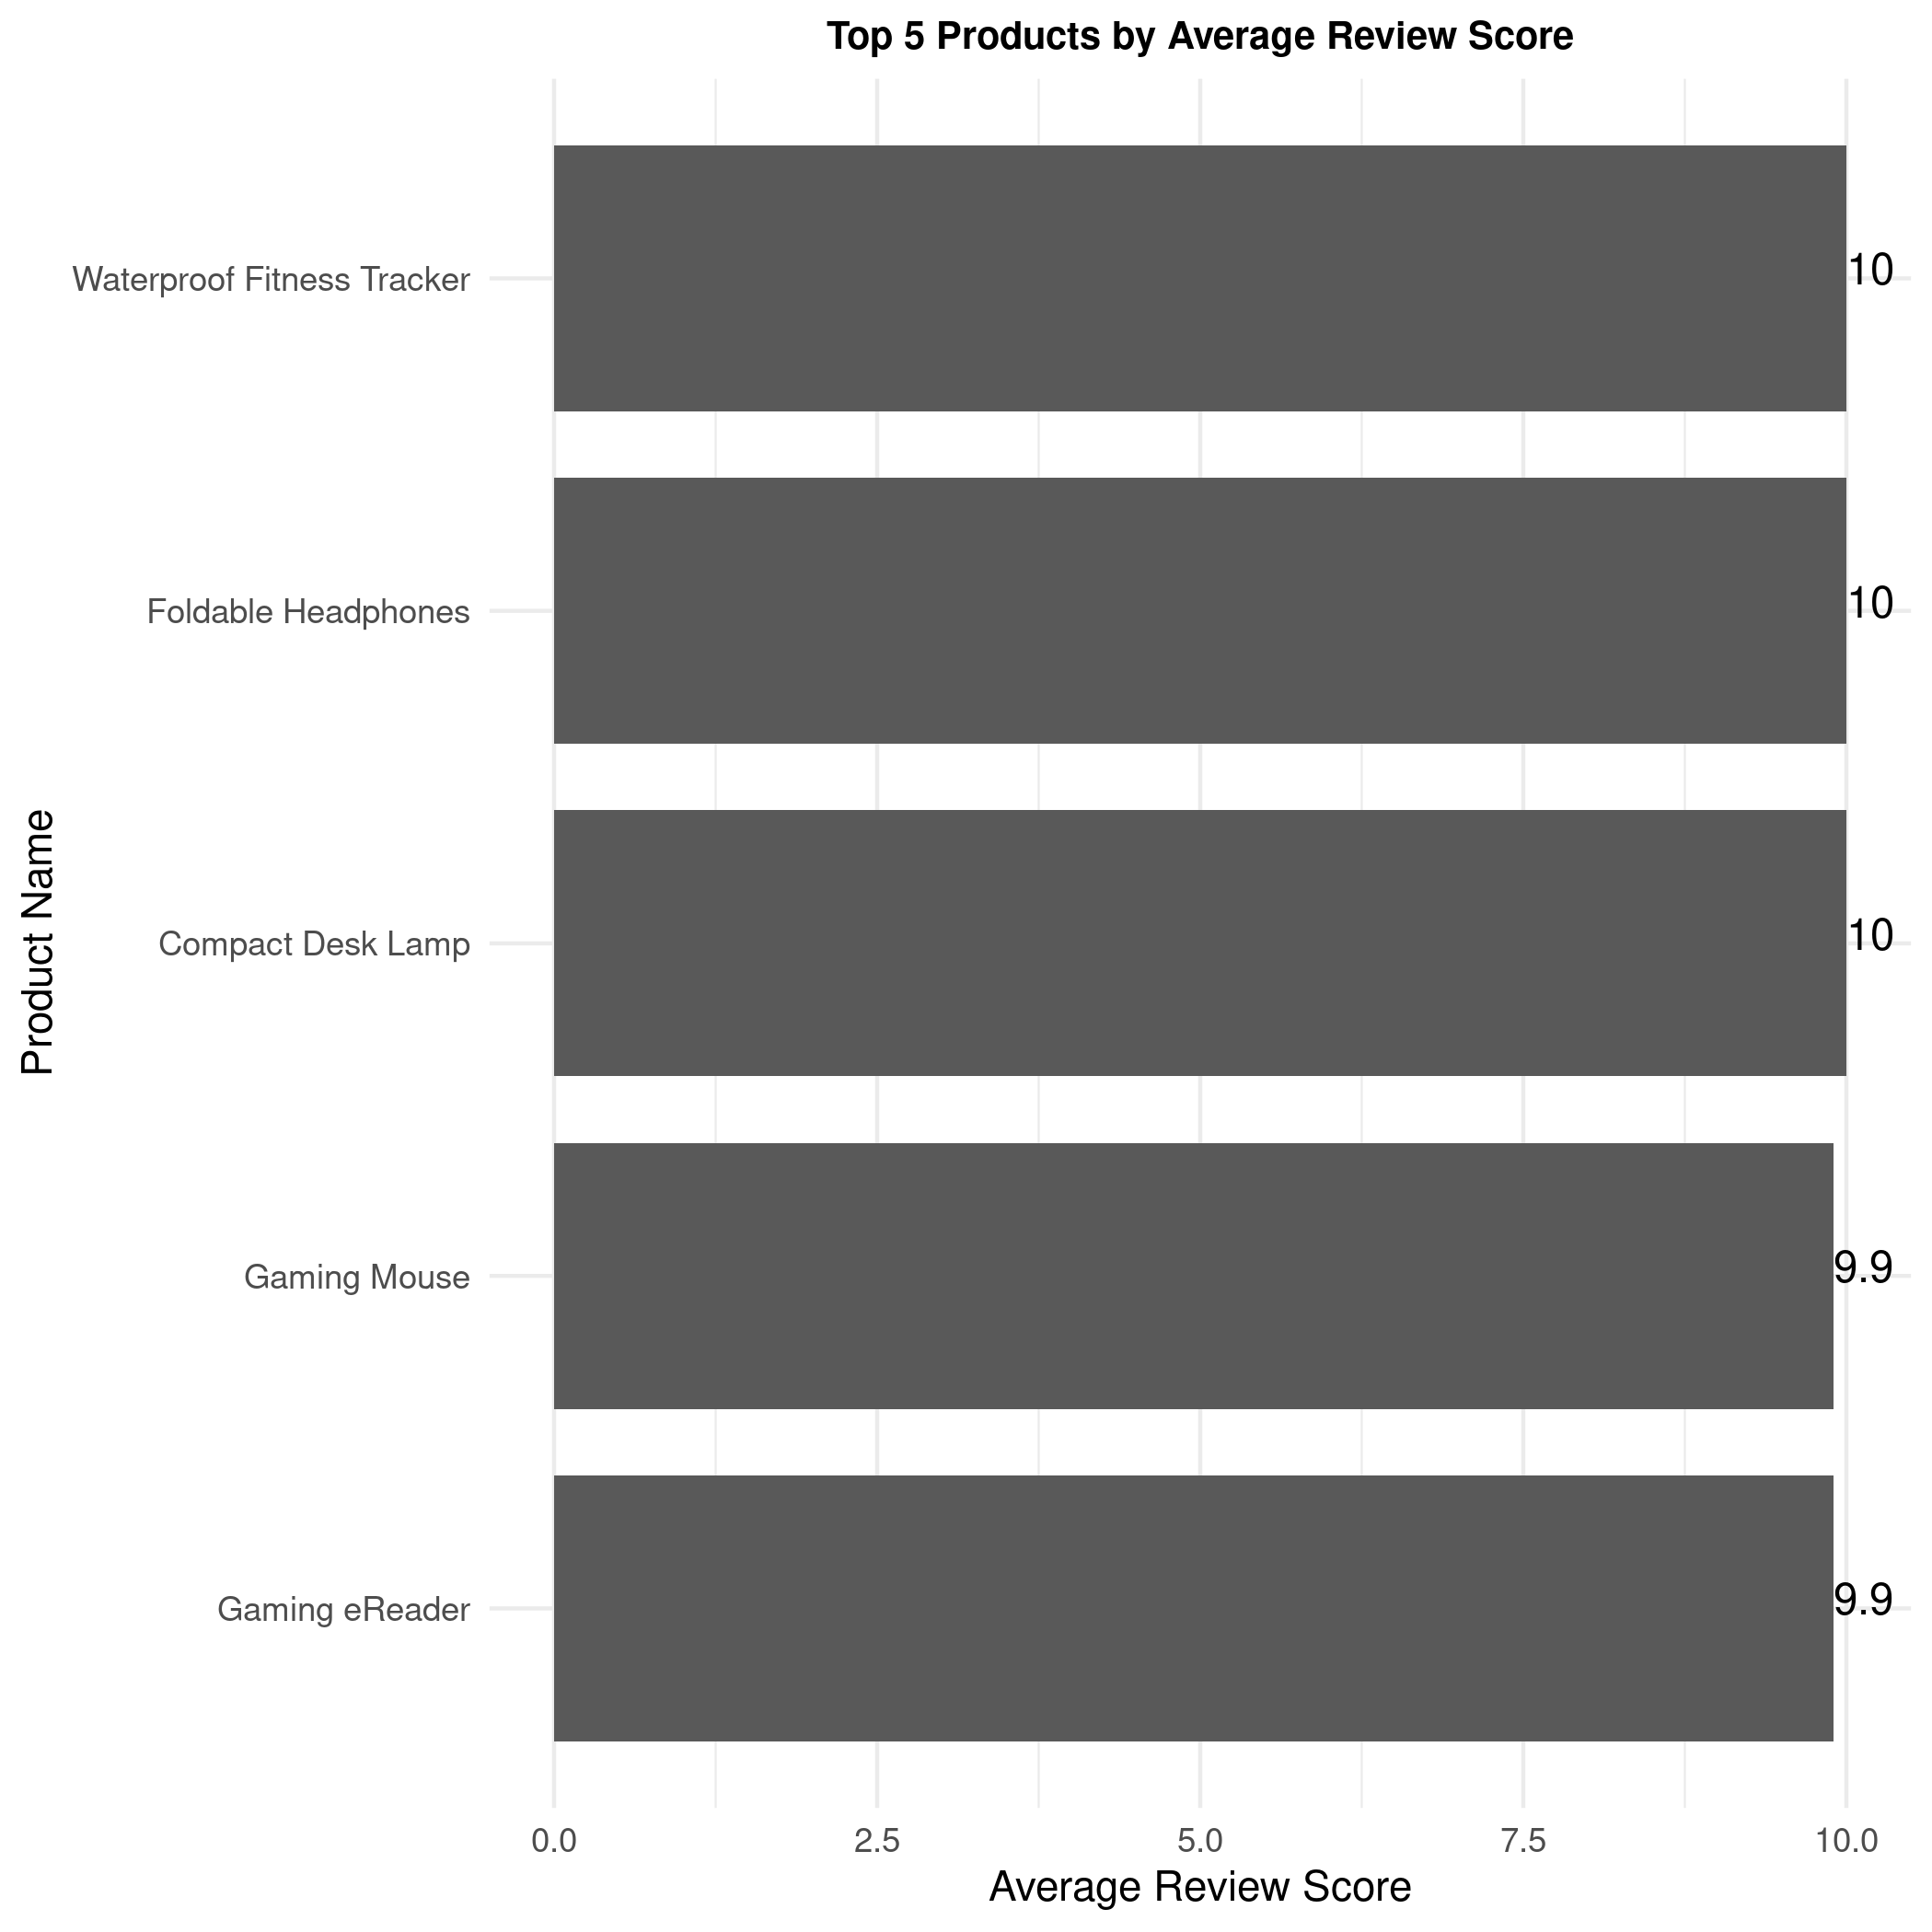 Top 5 Products by Average Review Score
Product Name
Waterproof Fitness Tracker
10
Foldable Headphones
10
Compact Desk Lamp
10
Gaming Mouse
9.9
Gaming eReader
9.9
0.0 2.5 5.0 7.5 10.0
Average Review Score